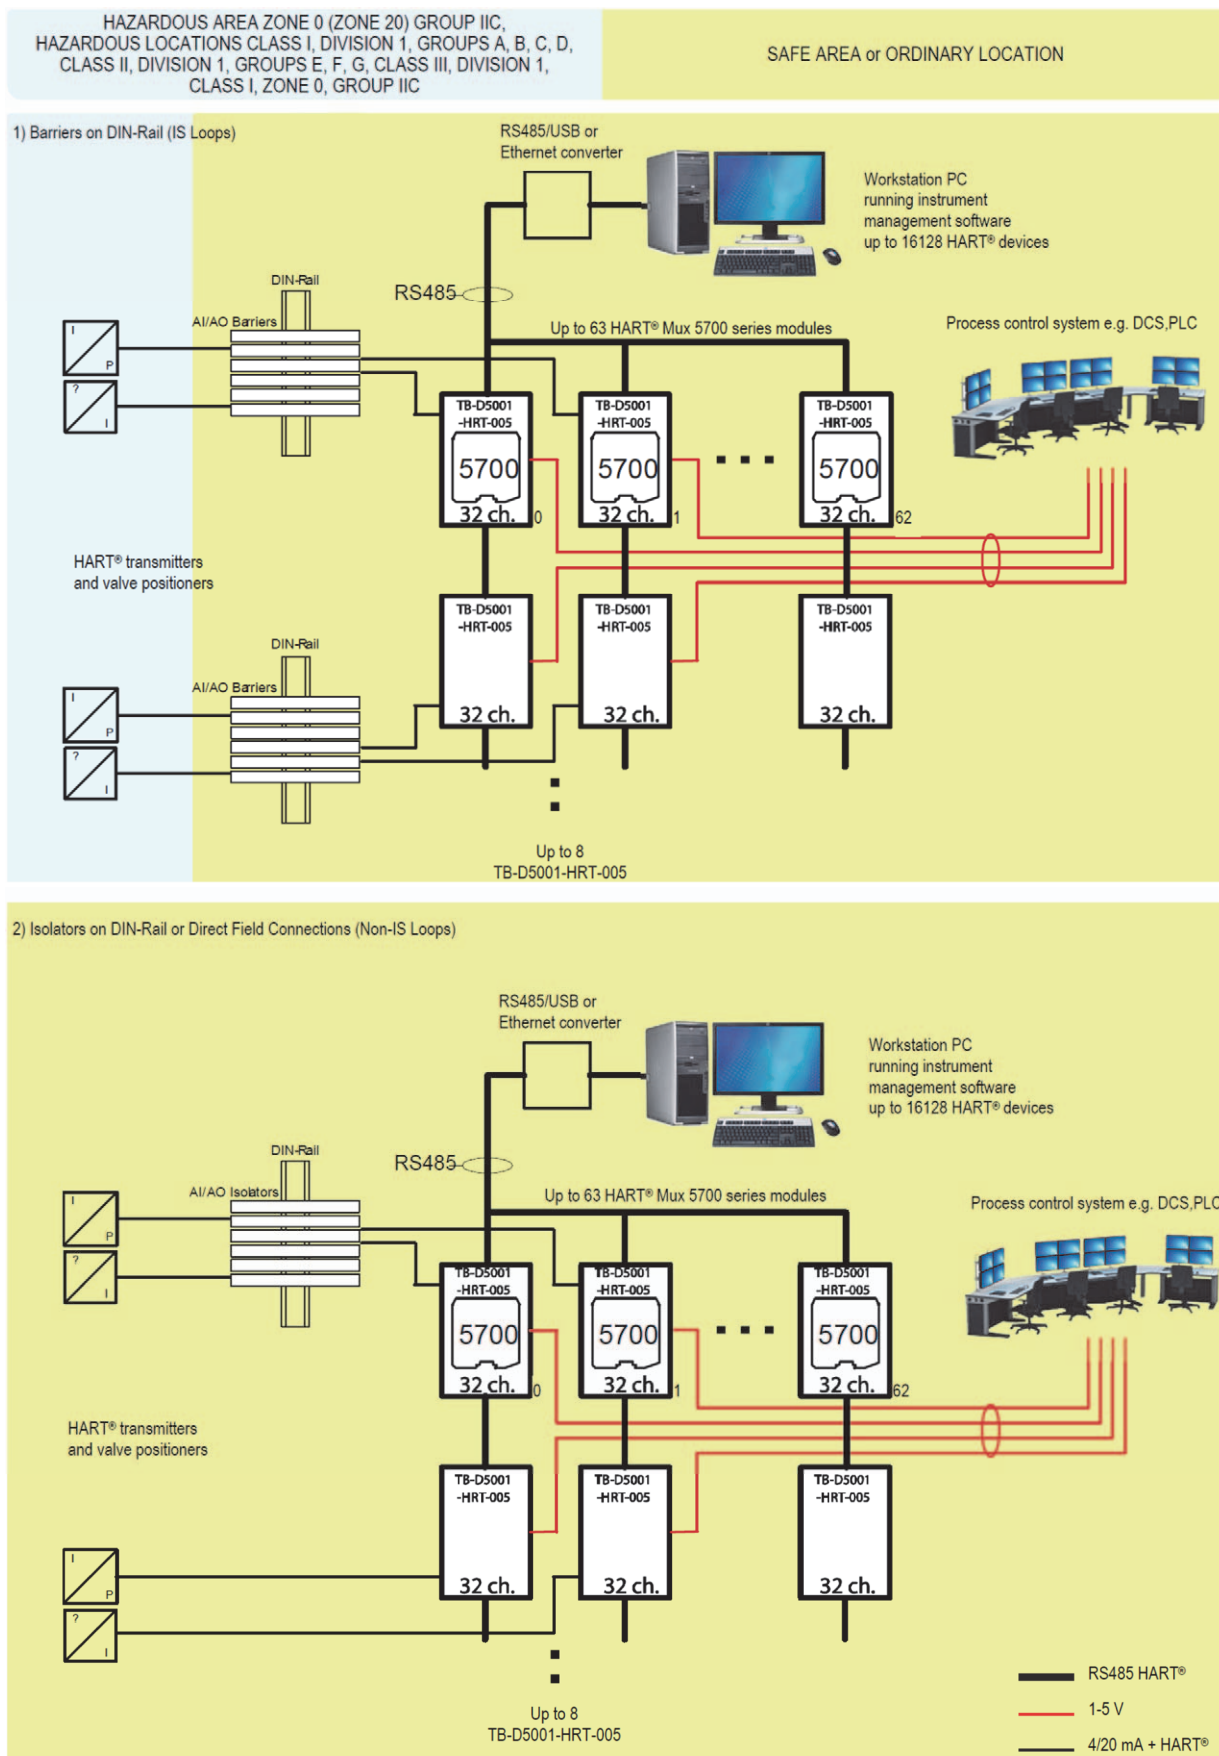 HAZARDOUS AREA ZONE 0 (ZONE 20) GROUP IIC,
HAZARDOUS LOCATIONS CLASS I, DIVISION 1, GROUPS A, B, C, D,
CLASS II, DIVISION 1, GROUPS E, F, G, CLASS III, DIVISION 1,
CLASS I, ZONE 0, GROUP IIC
SAFE AREA or ORDINARY LOCATION
1) Barriers on DIN-Rail (IS Loops)
RS485/USB or
Ethernet converter
Workstation PC
running instrument
management software
up to 16128 HART® devices
DIN-Rail
RS485
AI/AO Barriers
Up to 63 HART® Mux 5700 series modules
Process control system e.g. DCS,PLC
I
P
?
I
TB-D5001
-HRT-005
5700
32 ch.
0
TB-D5001
-HRT-005
5700
32 ch.
1
TB-D5001
-HRT-005
5700
32 ch.
62
HART® transmitters
and valve positioners
DIN-Rail
AI/AO Barriers
I
P
?
I
TB-D5001
-HRT-005
32 ch.
TB-D5001
-HRT-005
32 ch.
TB-D5001
-HRT-005
32 ch.
Up to 8
TB-D5001-HRT-005
2) Isolators on DIN-Rail or Direct Field Connections (Non-IS Loops)
RS485/USB or
Ethernet converter
Workstation PC
running instrument
management software
up to 16128 HART® devices
DIN-Rail
RS485
AI/AO Isolators
Up to 63 HART® Mux 5700 series modules
Process control system e.g. DCS,PLC
I
P
?
I
TB-D5001
-HRT-005
5700
32 ch.
0
TB-D5001
-HRT-005
5700
32 ch.
1
TB-D5001
-HRT-005
5700
32 ch.
62
HART® transmitters
and valve positioners
I
P
?
I
TB-D5001
-HRT-005
32 ch.
TB-D5001
-HRT-005
32 ch.
TB-D5001
-HRT-005
32 ch.
Up to 8
TB-D5001-HRT-005
RS485 HART®
1-5 V
4/20 mA + HART®